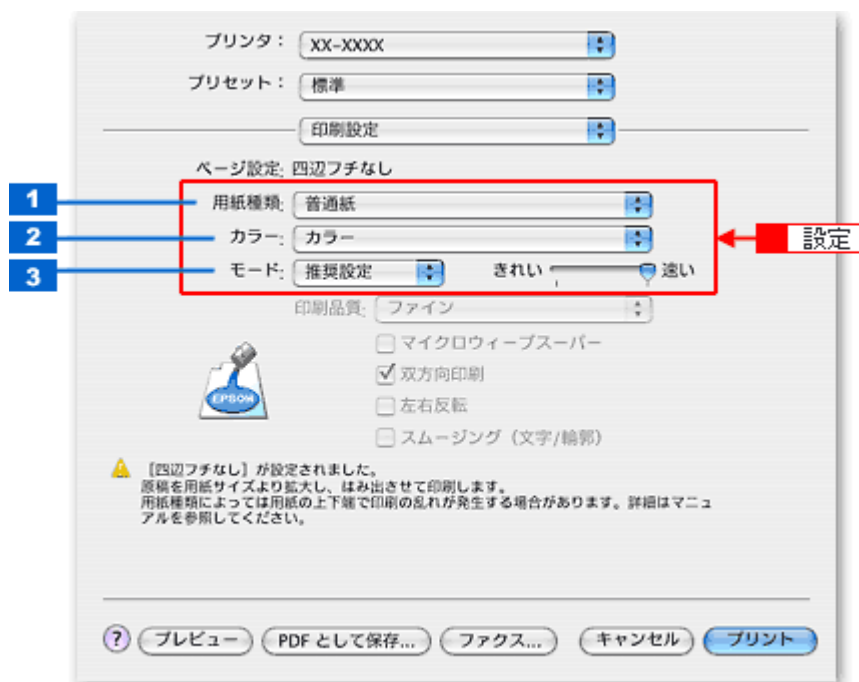 プリンタ： XX-XXXX
プリセット： 標準
印刷設定
ページ設定: 四辺フチなし
1 用紙種類: 普通紙
2 カラー: カラー 設定
3 モード: 推奨設定 きれい 速い
印刷品質: ファイン
マイクロウィーブスーパー
双方向印刷
左右反転
EPSON
スムージング（文字/輪郭）
［四辺フチなし］が設定されました。
原稿を用紙サイズより拡大し、はみ出させて印刷します。
用紙種類によっては用紙の上下端で印刷の乱れが発生する場合があります。詳細はマニュ
アルを参照してください。
? プレビュー PDF として保存... ファクス... キャンセル プリント